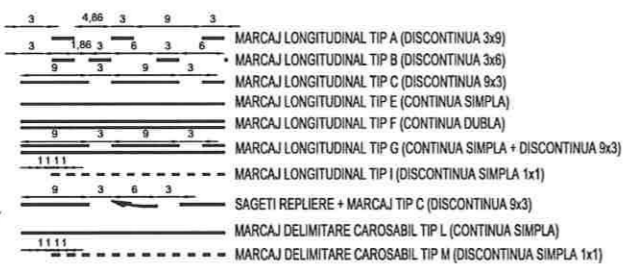 3 4,86 3 9 3
MARCAJ LONGITUDINAL TIP A (DISCONTINUA 3x9)
3 1,86 3 6 3 6
MARCAJ LONGITUDINAL TIP B (DISCONTINUA 3x6)
9 3 9 3
MARCAJ LONGITUDINAL TIP C (DISCONTINUA 9x3)
MARCAJ LONGITUDINAL TIP E (CONTINUA SIMPLA)
MARCAJ LONGITUDINAL TIP F (CONTINUA DUBLA)
9 3 9 3
MARCAJ LONGITUDINAL TIP G (CONTINUA SIMPLA + DISCONTINUA 9x3)
1 1 1 1
MARCAJ LONGITUDINAL TIP I (DISCONTINUA SIMPLA 1x1)
9 3 6 3
SAGETI REPLIERE + MARCAJ TIP C (DISCONTINUA 9x3)
MARCAJ DELIMITARE CAROSABIL TIP L (CONTINUA SIMPLA)
1 1 1 1
MARCAJ DELIMITARE CAROSABIL TIP M (DISCONTINUA SIMPLA 1x1)